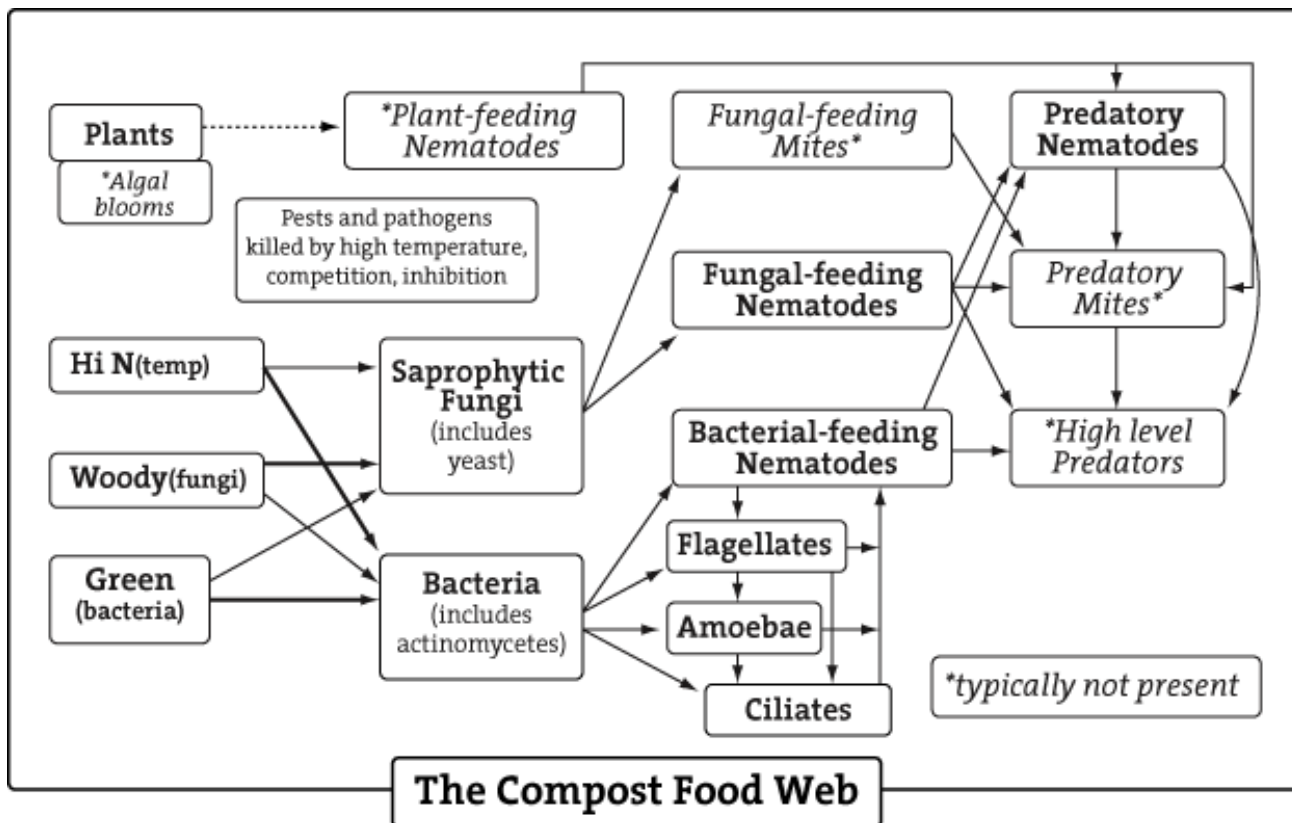 Plants
*Algal
blooms
*Plant-feeding
Nematodes
Fungal-feeding
Mites*
Predatory
Nematodes
Pests and pathogens
killed by high temperature,
competition, inhibition
Fungal-feeding
Nematodes
Predatory
Mites*
Hi N(temp)
Saprophytic
Fungi
(includes
yeast)
Bacterial-feeding
Nematodes
*High level
Predators
Woody(fungi)
Green
(bacteria)
Bacteria
(includes
actinomycetes)
Flagellates
Amoebae
Ciliates
*typically not present
The Compost Food Web